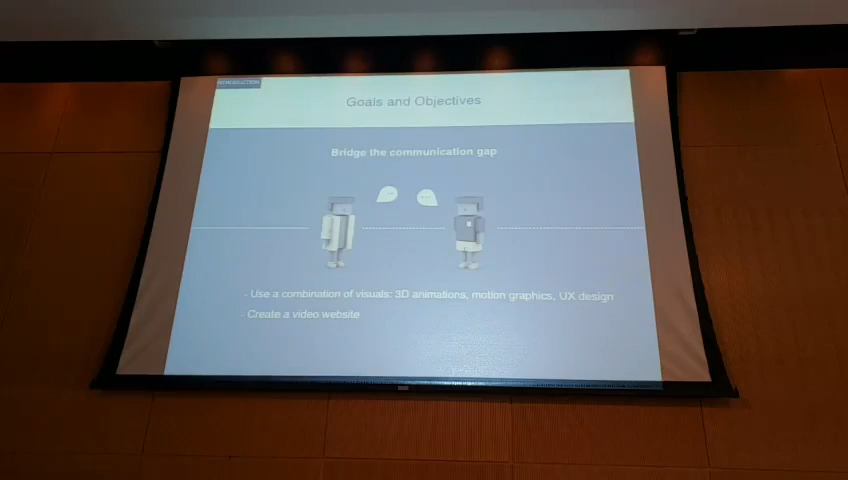 INTRODUCTION
Goals and Objectives
Bridge the communication gap
- Use a combination of visuals: 3D animations, motion graphics, UX design
- Create a video website